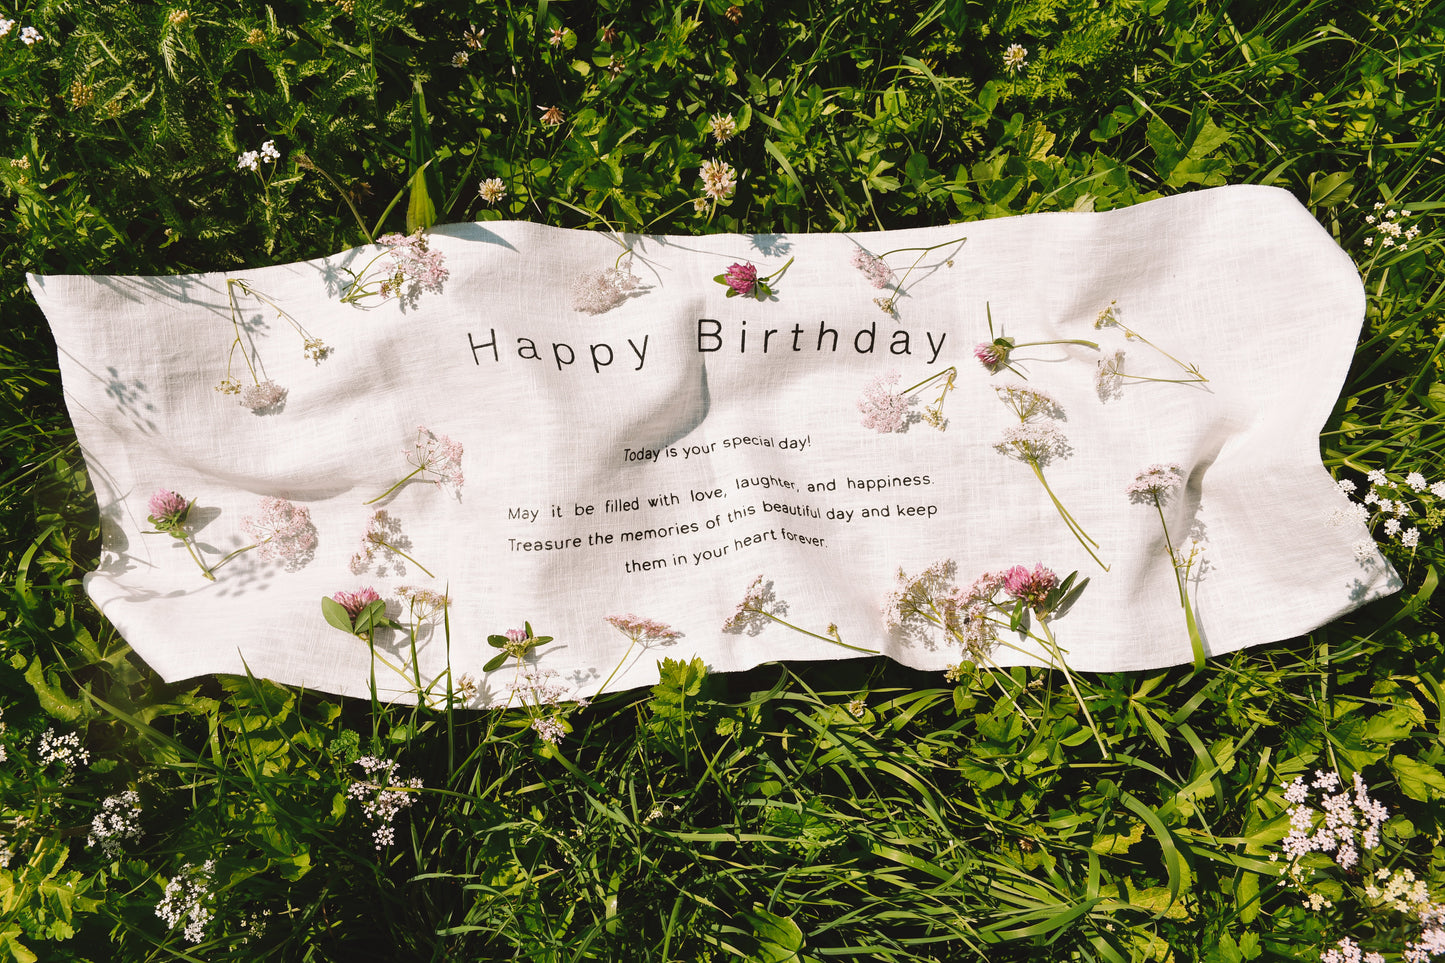 Happy Birthday
Today is your special day!
May it be filled with love, laughter, and happiness.
Treasure the memories of this beautiful day and keep
them in your heart forever.